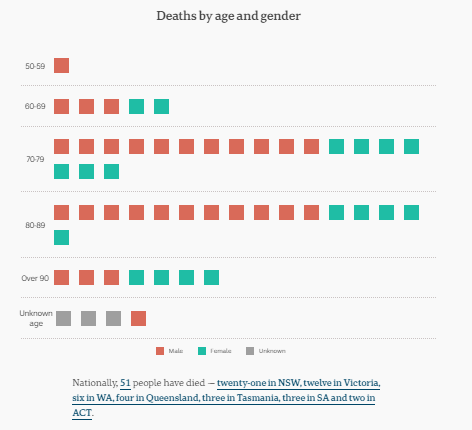 Deaths by age and gender
50-59
60-69
70-79
80-89
Over 90
Unknown
age
Male Female Unknown
Nationally, 51 people have died — twenty-one in NSW, twelve in Victoria,
six in WA, four in Queensland, three in Tasmania, three in SA and two in
ACT.